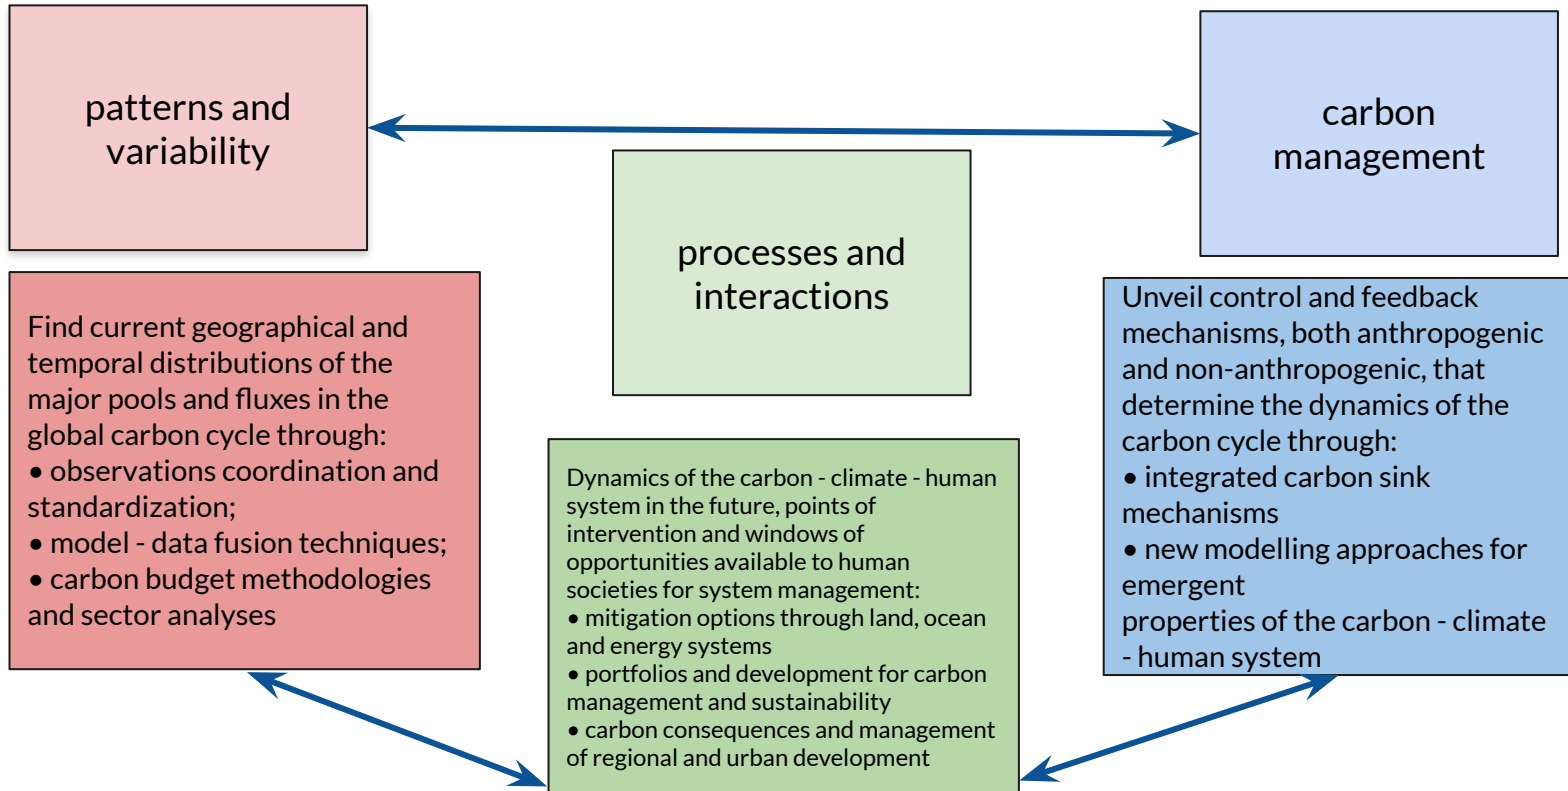 patterns and
variability
carbon
management
processes and
interactions
Find current geographical and
temporal distributions of the
major pools and fluxes in the
global carbon cycle through:
• observations coordination and
standardization;
• model - data fusion techniques;
• carbon budget methodologies
and sector analyses
Dynamics of the carbon - climate - human
system in the future, points of
intervention and windows of
opportunities available to human
societies for system management:
• mitigation options through land, ocean
and energy systems
• portfolios and development for carbon
management and sustainability
• carbon consequences and management
of regional and urban development
Unveil control and feedback
mechanisms, both anthropogenic
and non-anthropogenic, that
determine the dynamics of the
carbon cycle through:
• integrated carbon sink
mechanisms
• new modelling approaches for
emergent
properties of the carbon - climate
- human system